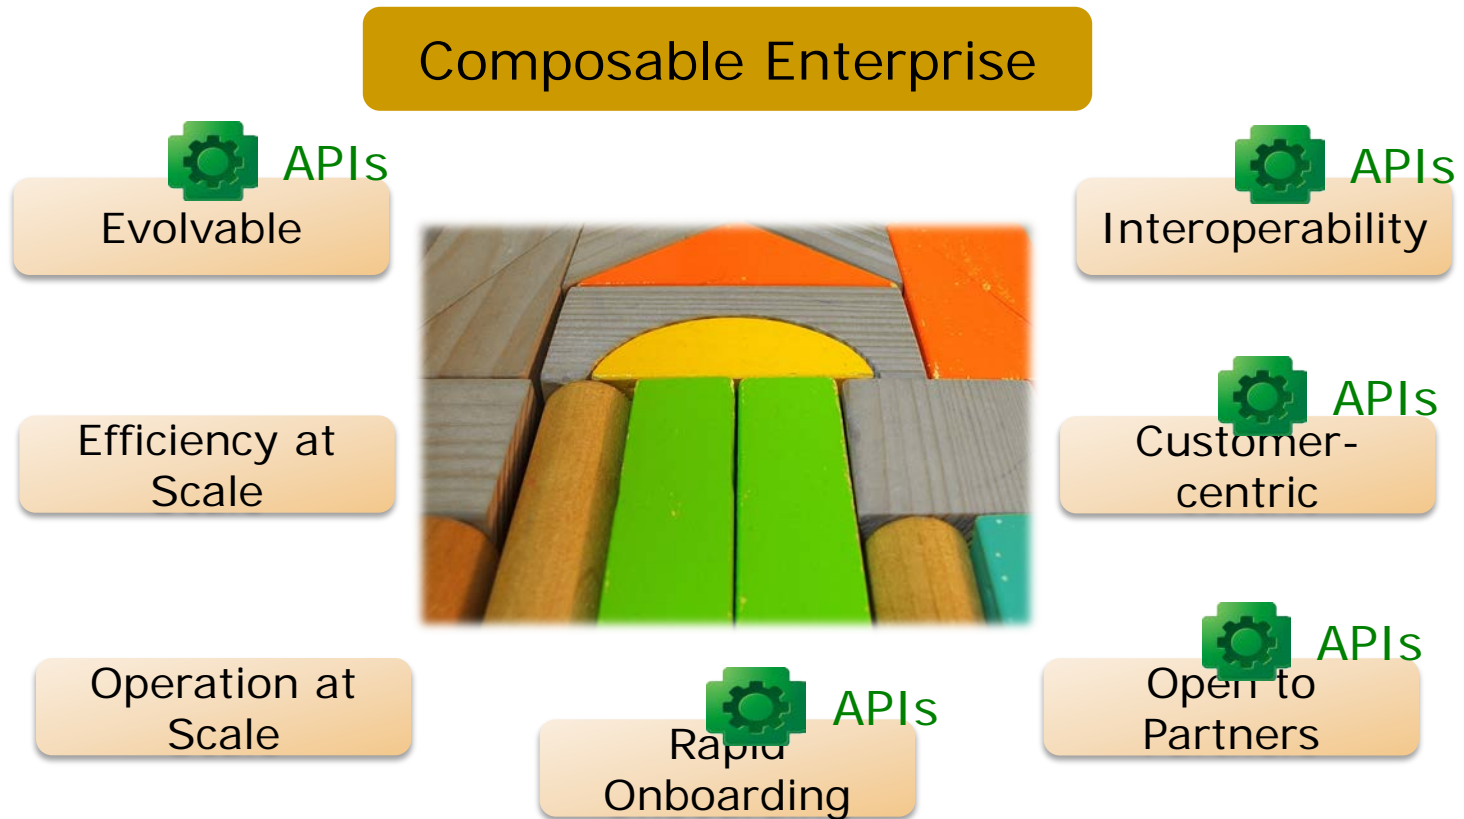 Composable Enterprise
APIs
Evolvable
APIs
Interoperability
Efficiency at
Scale
APIs
Customer-
centric
Operation at
Scale
APIs
Rapid
Onboarding
APIs
Open to
Partners